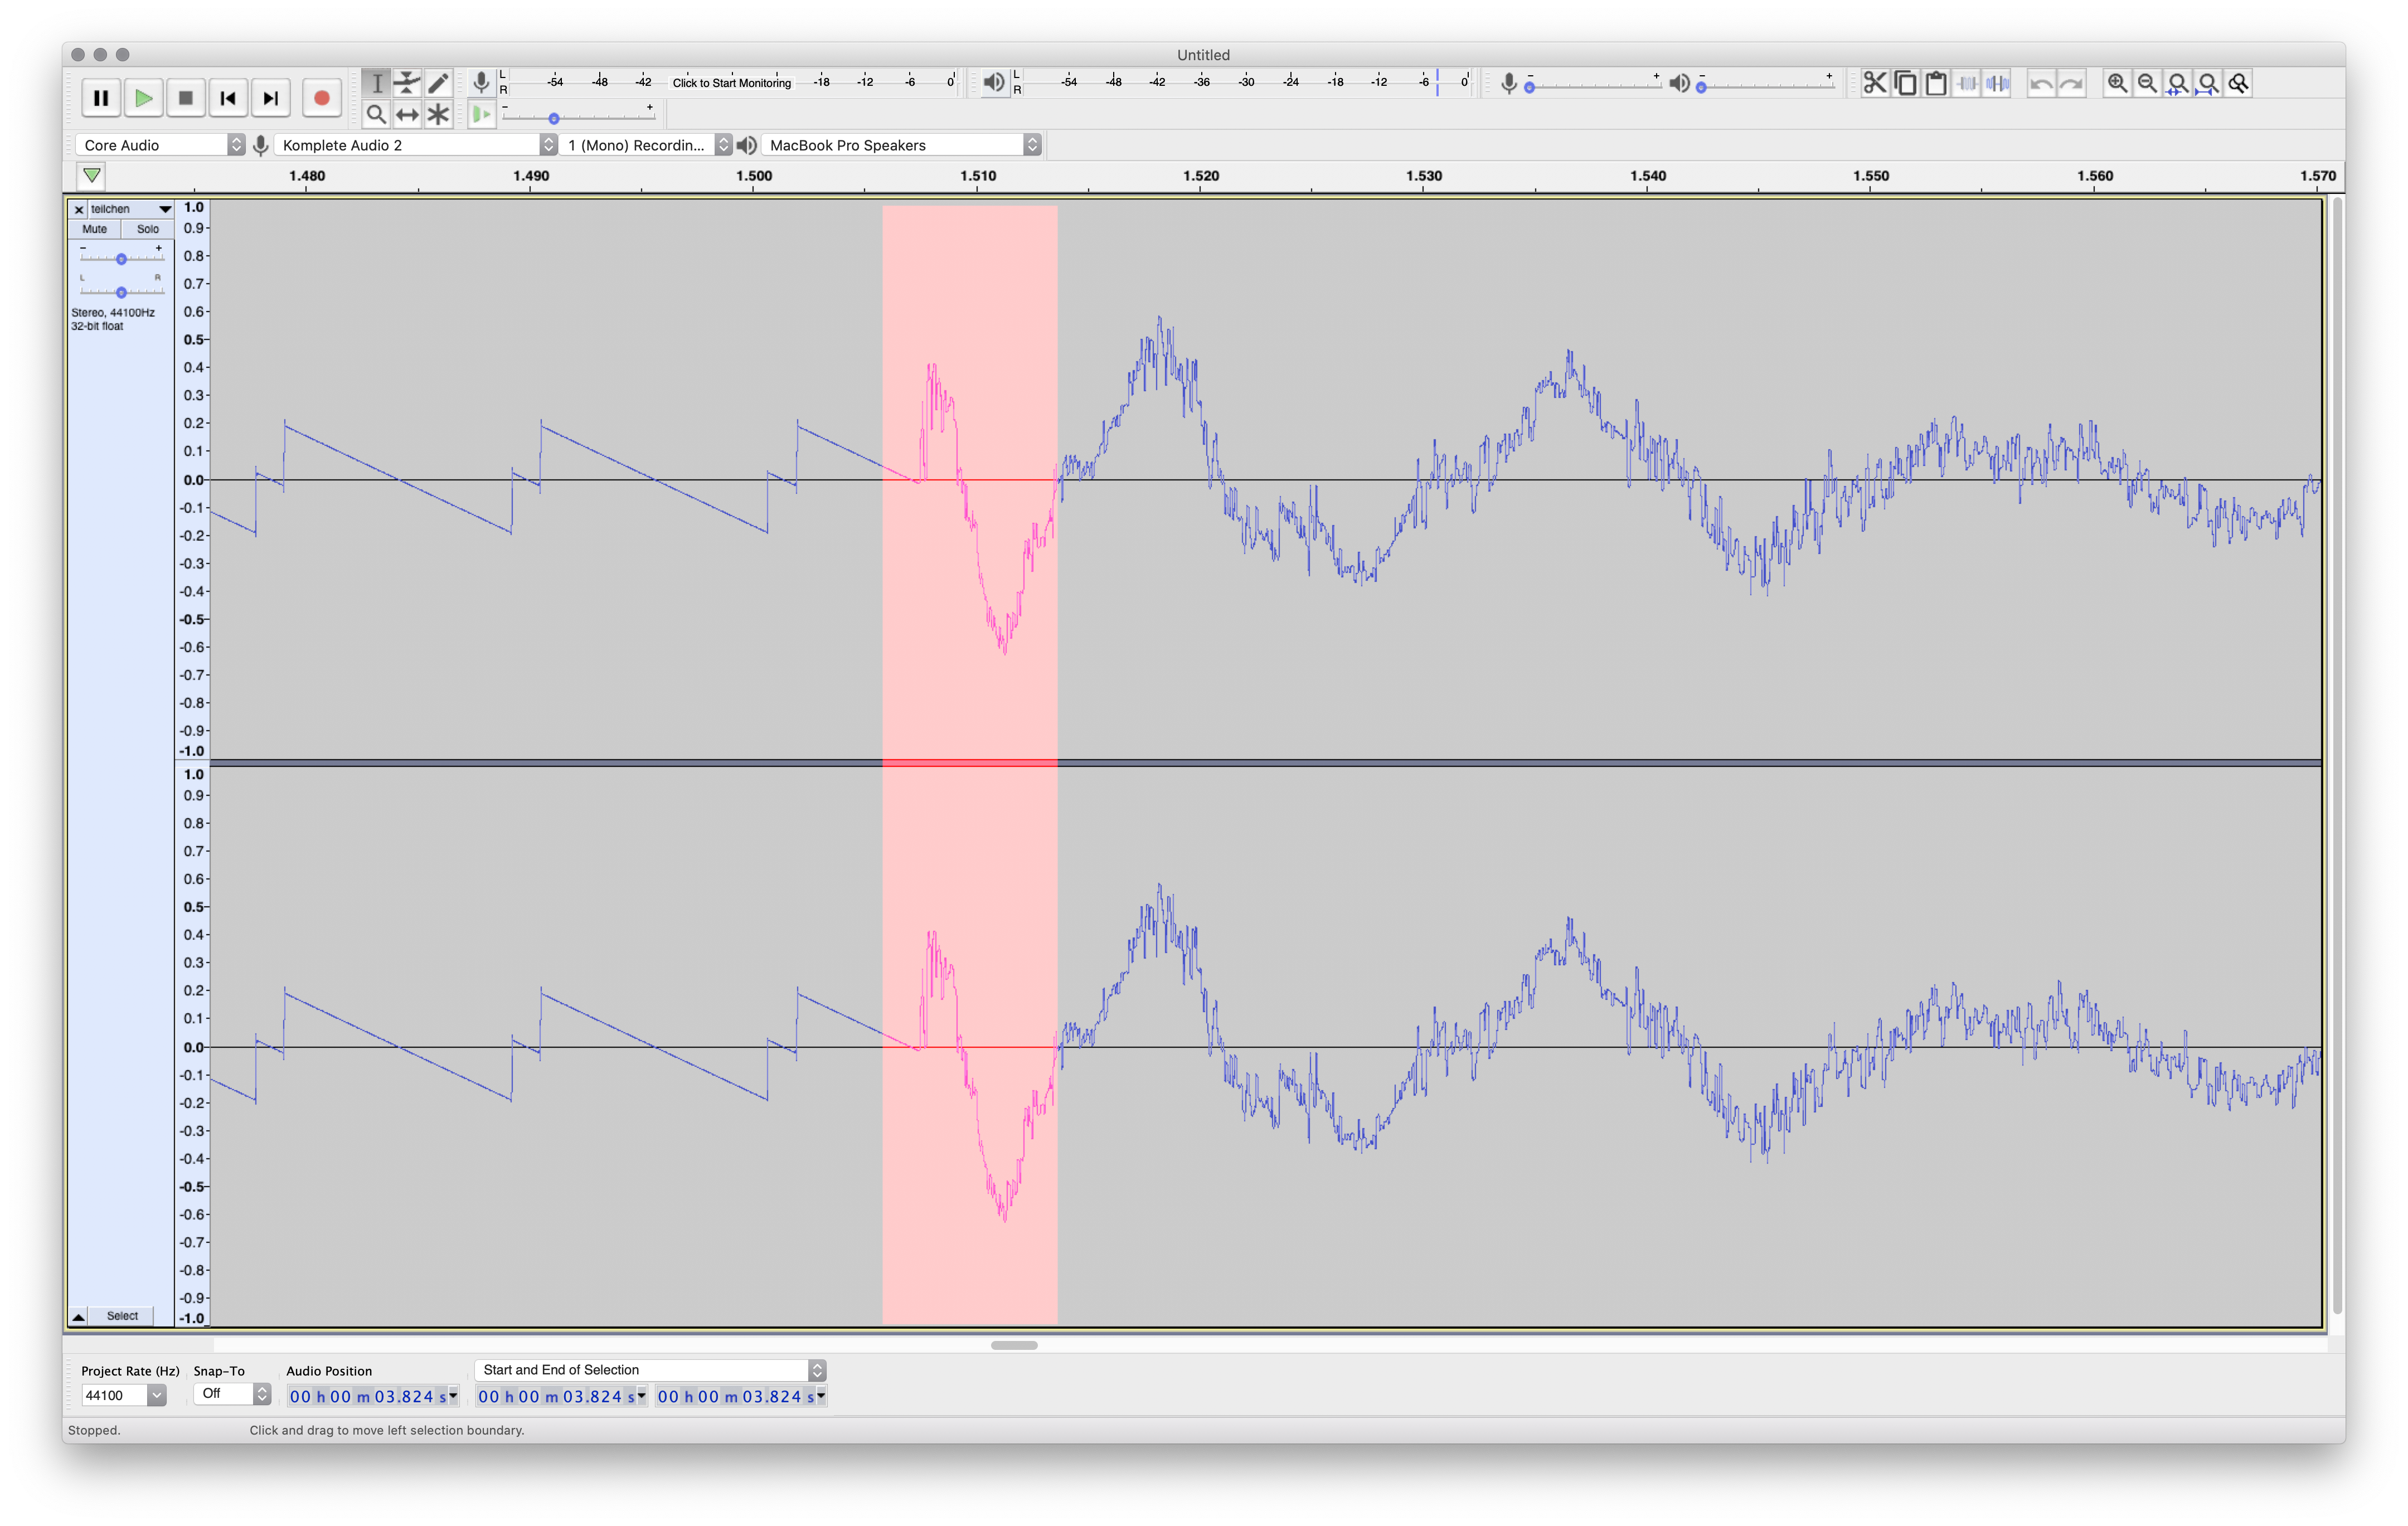 Untitled
L R -54 -48 -42 Click to Start Monitoring -18 -12 -6 0
L R -54 -48 -42 -36 -30 -24 -18 -12 -6 0
- + - +
- +
Core Audio Komplete Audio 2 1 (Mono) Recordin... MacBook Pro Speakers
1.480 1.490 1.500 1.510 1.520 1.530 1.540 1.550 1.560 1.570
teilchen
Mute Solo
- +
L R
Stereo, 44100Hz
32-bit float
1.0
0.9
0.8
0.7
0.6
0.5
0.4
0.3
0.2
0.1
0.0
-0.1
-0.2
-0.3
-0.4
-0.5
-0.6
-0.7
-0.8
-0.9
-1.0
1.0
0.9
0.8
0.7
0.6
0.5
0.4
0.3
0.2
0.1
0.0
-0.1
-0.2
-0.3
-0.4
-0.5
-0.6
-0.7
-0.8
-0.9
-1.0
Select
Project Rate (Hz) Snap-To Audio Position Start and End of Selection
44100 Off 00 h 00 m 03.824 s 00 h 00 m 03.824 s 00 h 00 m 03.824 s
Stopped. Click and drag to move left selection boundary.